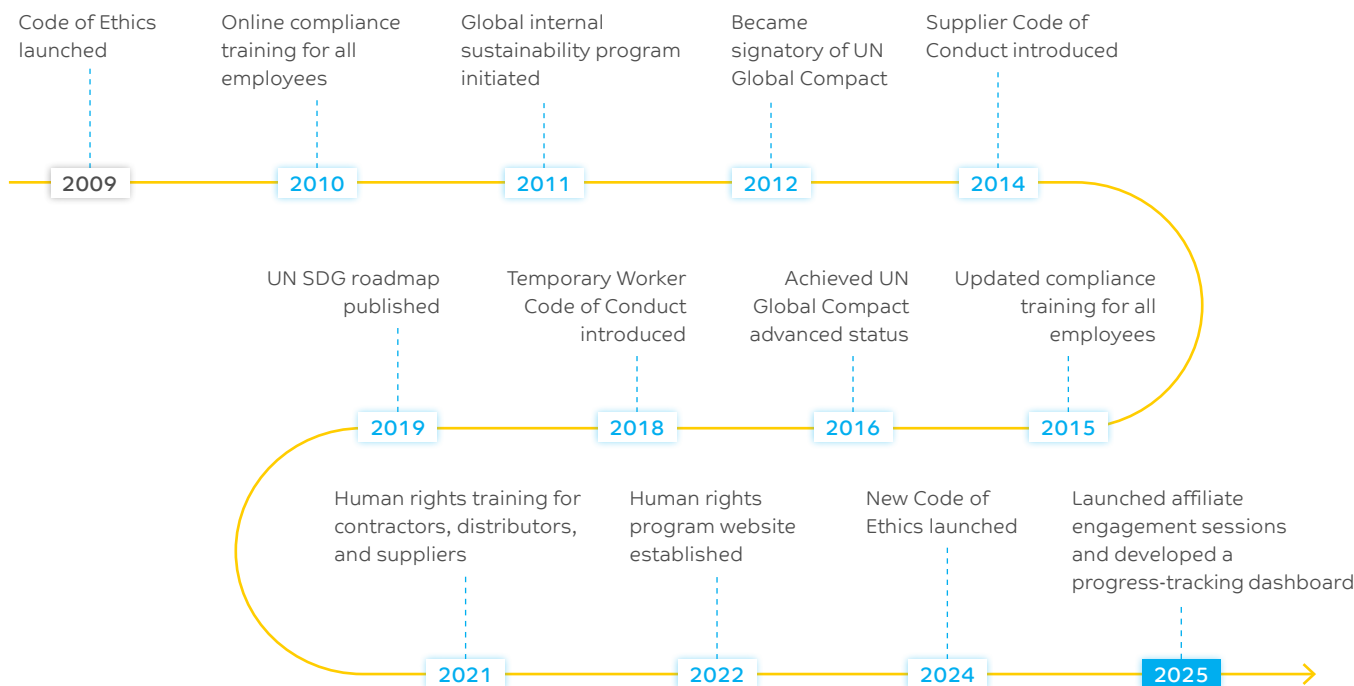 Code of Ethics
launched
Online compliance
training for all
employees
Global internal
sustainability program
initiated
Became
signatory of UN
Global Compact
Supplier Code of
Conduct introduced
2009
2010
2011
2012
2014
UN SDG roadmap
published
Temporary Worker
Code of Conduct
introduced
Achieved UN
Global Compact
advanced status
Updated compliance
training for all
employees
2019
2018
2016
2015
Human rights training for
contractors, distributors,
and suppliers
Human rights
program website
established
New Code of
Ethics launched
Launched affiliate
engagement sessions
and developed a
progress-tracking dashboard
2021
2022
2024
2025